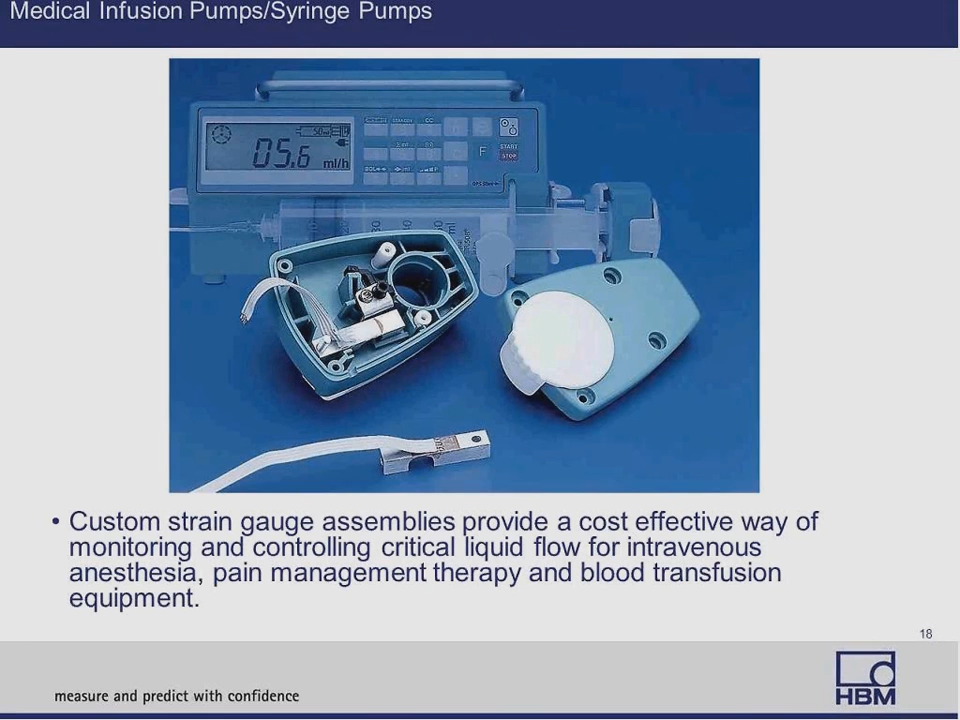 Medical Infusion Pumps/Syringe Pumps
50ml
05.6 ml/h
F
START
STOP
• Custom strain gauge assemblies provide a cost effective way of
monitoring and controlling critical liquid flow for intravenous
anesthesia, pain management therapy and blood transfusion
equipment.
18
measure and predict with confidence
HBM